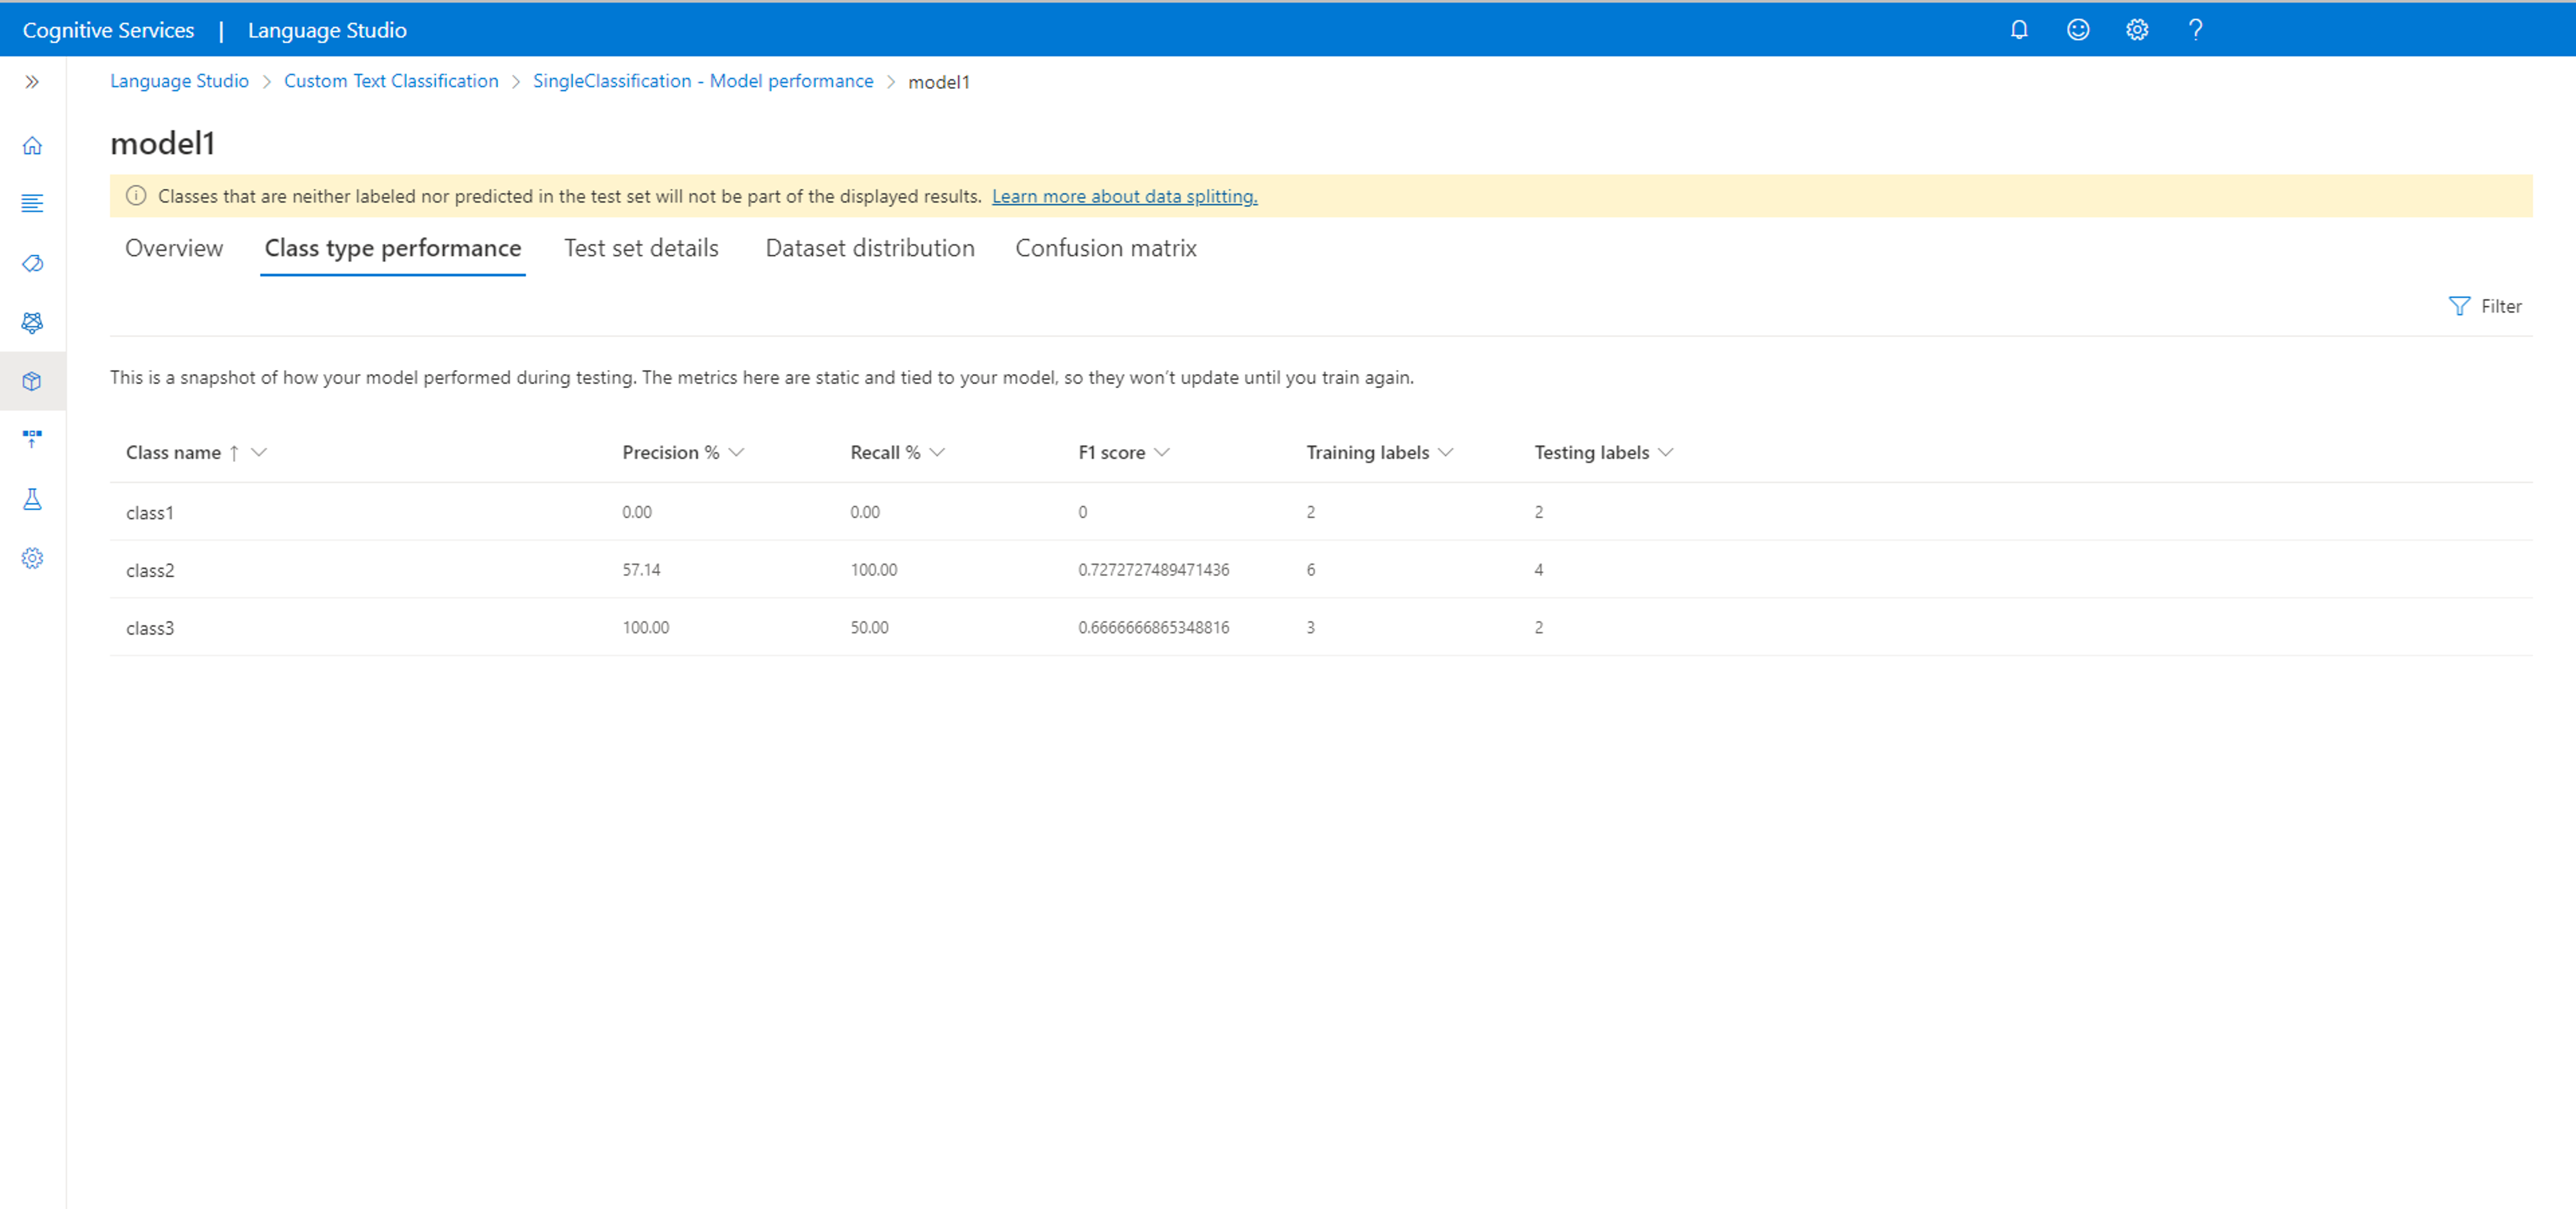 Cognitive Services | Language Studio
Language Studio > Custom Text Classification > SingleClassification - Model performance > model1
model1
Classes that are neither labeled nor predicted in the test set will not be part of the displayed results. Learn more about data splitting.
Overview Class type performance Test set details Dataset distribution Confusion matrix
Filter
This is a snapshot of how your model performed during testing. The metrics here are static and tied to your model, so they won’t update until you train again.
Class name Precision % Recall % F1 score Training labels Testing labels
class1 0.00 0.00 0 2 2
class2 57.14 100.00 0.7272727489471436 6 4
class3 100.00 50.00 0.6666666865348816 3 2